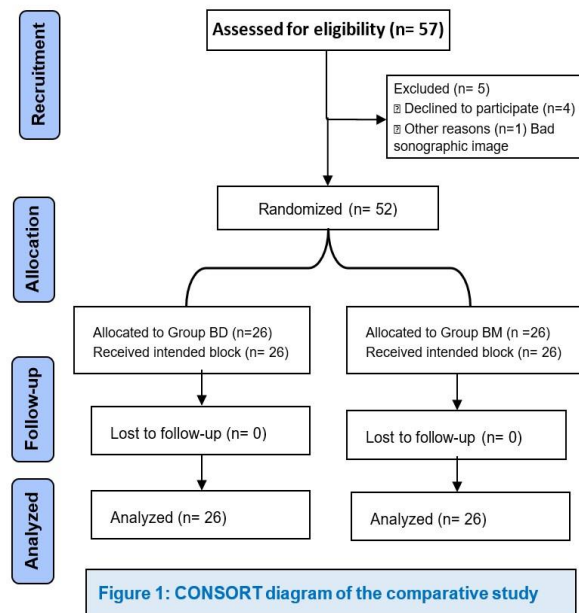 Recruitment
Assessed for eligibility (n= 57)
Excluded (n= 5)
⍰ Declined to participate (n=4)
⍰ Other reasons (n=1) Bad
sonographic image
Randomized (n= 52)
Allocation
Allocated to Group BD (n=26)
Received intended block (n= 26)
Allocated to Group BM (n =26)
Received intended block (n= 26)
Follow-up
Lost to follow-up (n= 0)
Lost to follow-up (n= 0)
Analyzed
Analyzed (n= 26)
Analyzed (n= 26)
Figure 1: CONSORT diagram of the comparative study